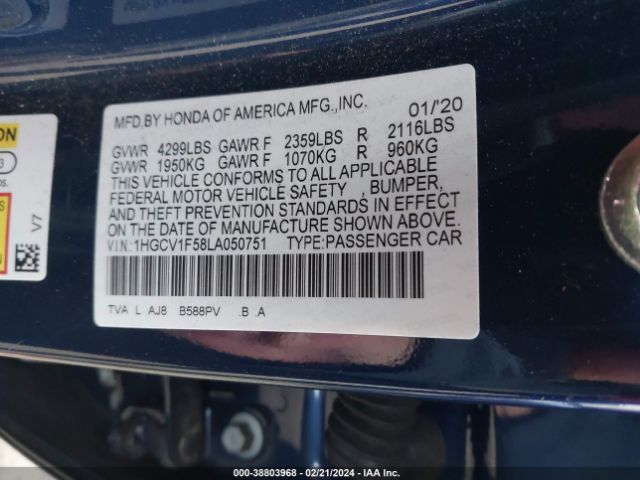 MFD.BY HONDA OF AMERICA MFG.,INC. 01/'20
GVWR 4299LBS GAWR F 2359LBS R 2116LBS
GVWR 1950KG GAWR F 1070KG R 960KG
THIS VEHICLE CONFORMS TO ALL APPLICABLE
FEDERAL MOTOR VEHICLE SAFETY , BUMPER,
AND THEFT PREVENTION STANDARDS IN EFFECT
ON THE DATE OF MANUFACTURE SHOWN ABOVE.
V.I.N.:1HGCV1F58LA050751 TYPE:PASSENGER CAR
TVA L AJ8 B588PV .B .A
V7
000-38803968 - 02/21/2024 - IAA Inc.